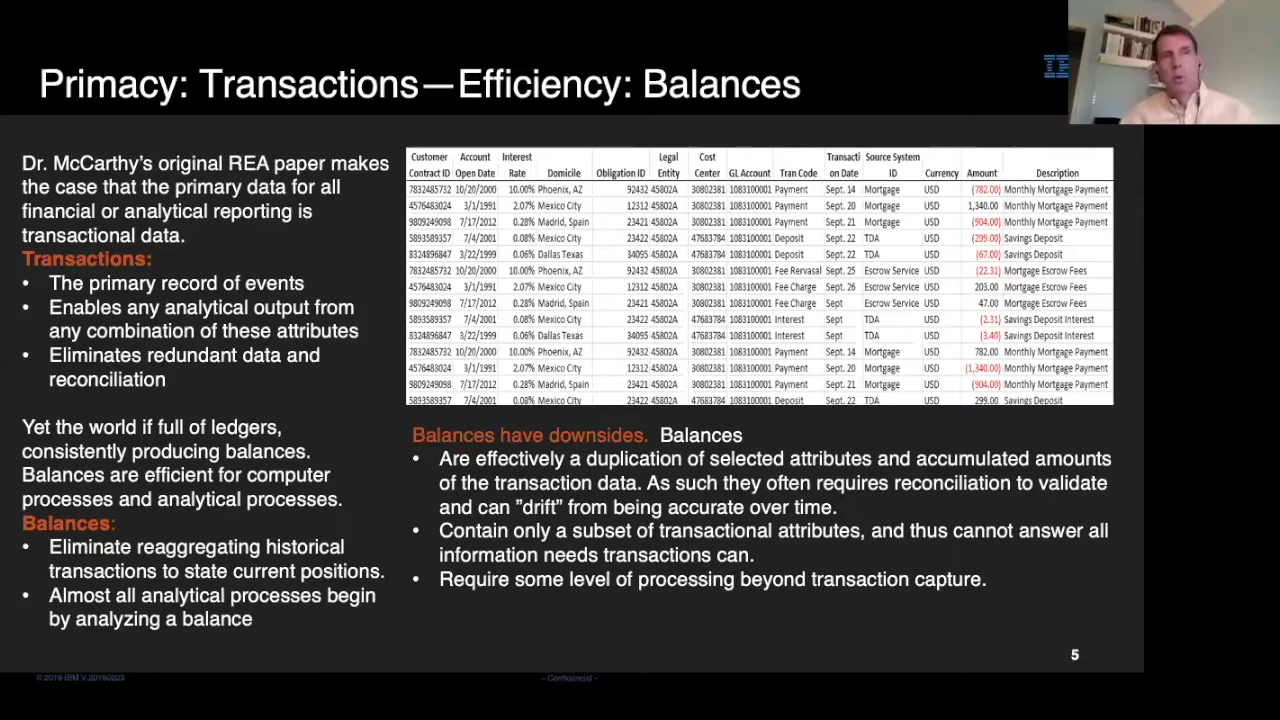 Primacy: Transactions—Efficiency: Balances
Dr. McCarthy's original REA paper makes
the case that the primary data for all
financial or analytical reporting is
transactional data.
Transactions:
• The primary record of events
• Enables any analytical output from
any combination of these attributes
• Eliminates redundant data and
reconciliation
Yet the world if full of ledgers,
consistently producing balances.
Balances are efficient for computer
processes and analytical processes.
Balances:
• Eliminate reaggregating historical
transactions to state current positions.
• Almost all analytical processes begin
by analyzing a balance
Customer Account Interest Legal Cost Transacti Source System
Contract ID Open Date Rate Domicile Obligation ID Entity Center GL Account Tran Code on Date ID Currency Amount Description
7832485732 10/20/2000 10.00% Phoenix, AZ 92432 45802A 30802381 1083100001 Payment Sept. 14 Mortgage USD (782.00) Monthly Mortgage Payment
4576483024 3/1/1991 2.07% Mexico City 12312 45802A 30802381 1083100001 Payment Sept. 20 Mortgage USD 1,340.00 Monthly Mortgage Payment
9809249098 7/17/2012 0.28% Madrid, Spain 23421 45802A 30802381 1083100001 Payment Sept. 21 Mortgage USD (904.00) Monthly Mortgage Payment
5893589357 7/4/2001 0.08% Mexico City 23422 45802A 47683784 1083100001 Deposit Sept. 22 TDA USD (299.00) Savings Deposit
8324896847 3/22/1999 0.06% Dallas Texas 34095 45802A 47683784 1083100001 Deposit Sept. 22 TDA USD (67.00) Savings Deposit
7832485732 10/20/2000 10.00% Phoenix, AZ 92432 45802A 30802381 1083100001 Fee Rervasal Sept. 25 Escrow Service USD (22.31) Mortgage Escrow Fees
4576483024 3/1/1991 2.07% Mexico City 12312 45802A 30802381 1083100001 Fee Charge Sept. 26 Escrow Service USD 203.00 Mortgage Escrow Fees
9809249098 7/17/2012 0.28% Madrid, Spain 23421 45802A 30802381 1083100001 Fee Charge Sept Escrow Service USD 47.00 Mortgage Escrow Fees
5893589357 7/4/2001 0.08% Mexico City 23422 45802A 47683784 1083100001 Interest Sept TDA USD (2.31) Savings Deposit Interest
8324896847 3/22/1999 0.06% Dallas Texas 34095 45802A 47683784 1083100001 Interest Sept TDA USD (3.40) Savings Deposit Interest
7832485732 10/20/2000 10.00% Phoenix, AZ 92432 45802A 30802381 1083100001 Payment Sept. 14 Mortgage USD 782.00 Monthly Mortgage Payment
4576483024 3/1/1991 2.07% Mexico City 12312 45802A 30802381 1083100001 Payment Sept. 20 Mortgage USD (1,340.00) Monthly Mortgage Payment
9809249098 7/17/2012 0.28% Madrid, Spain 23421 45802A 30802381 1083100001 Payment Sept. 21 Mortgage USD (904.00) Monthly Mortgage Payment
5893589357 7/4/2001 0.08% Mexico City 23422 45802A 47683784 1083100001 Deposit Sept. 22 TDA USD 299.00 Savings Deposit
Balances have downsides. Balances
• Are effectively a duplication of selected attributes and accumulated amounts
of the transaction data. As such they often requires reconciliation to validate
and can ”drift” from being accurate over time.
• Contain only a subset of transactional attributes, and thus cannot answer all
information needs transactions can.
• Require some level of processing beyond transaction capture.
5
© 2019 IBM V.20190203
– Confidencial –